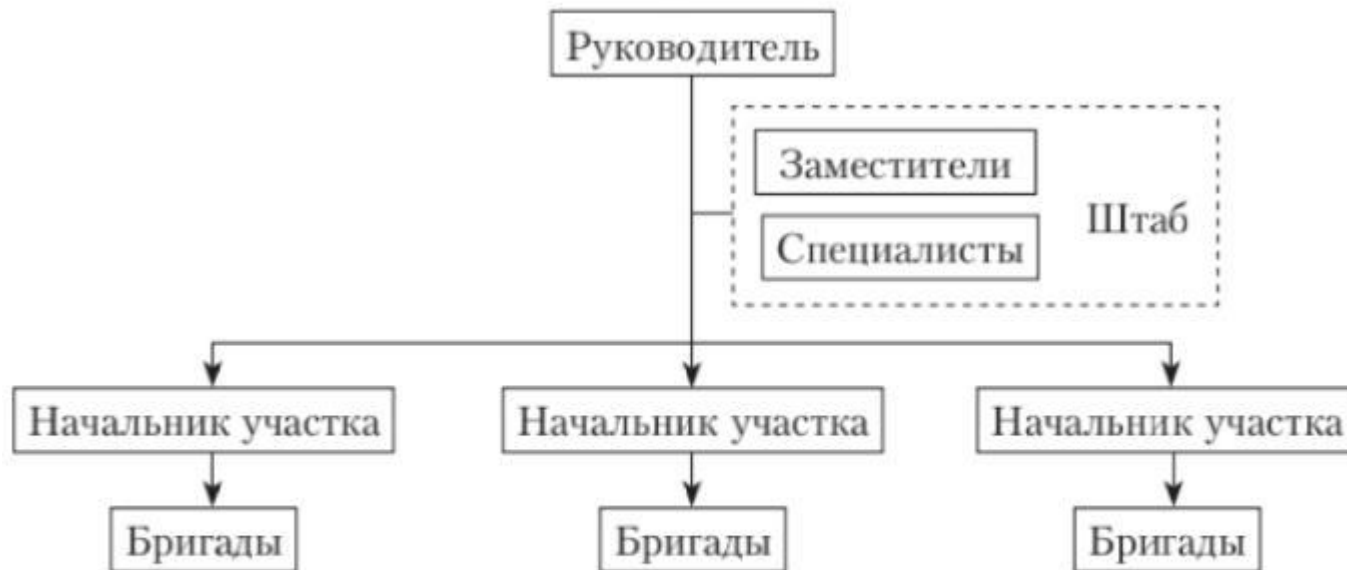 Руководитель
Заместители
Штаб
Специалисты
Начальник участка
Начальник участка
Начальник участка
Бригады
Бригады
Бригады